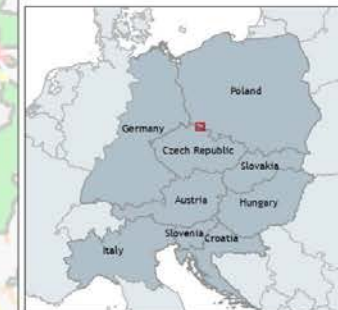 Poland
Germany
Czech Republic
Slovakia
Austria
Hungary
Slovenia
Croatia
Italy